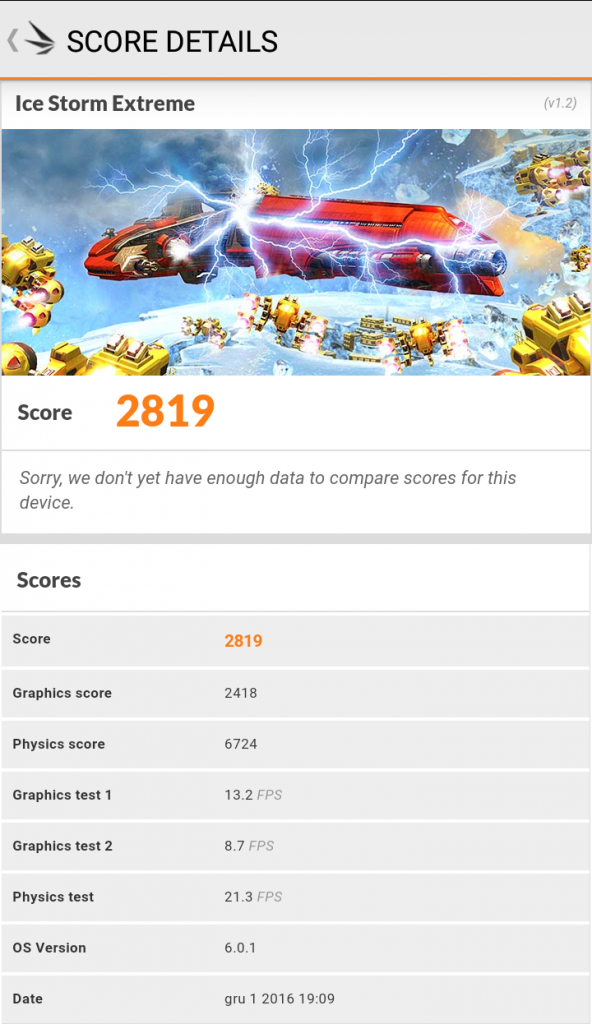 SCORE DETAILS
Ice Storm Extreme (v1.2)
Score 2819
Sorry, we don't yet have enough data to compare scores for this
device.
Scores
Score 2819
Graphics score 2418
Physics score 6724
Graphics test 1 13.2 FPS
Graphics test 2 8.7 FPS
Physics test 21.3 FPS
OS Version 6.0.1
Date gru 1 2016 19:09